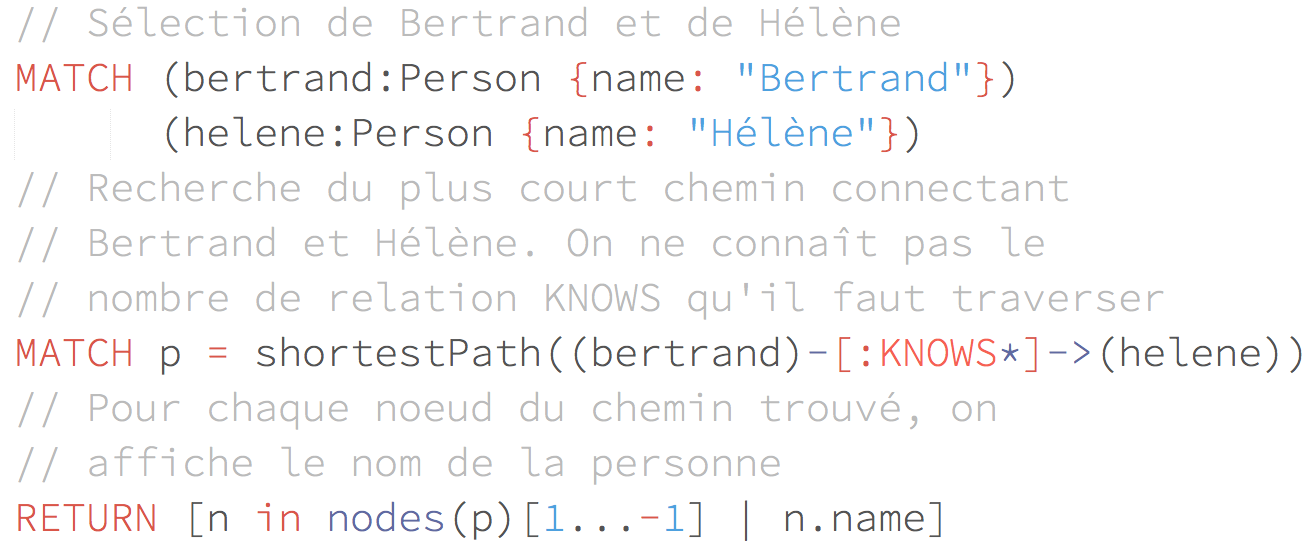 // Sélection de Bertrand et de Hélène
MATCH (bertrand:Person {name: "Bertrand"})
(helene:Person {name: "Hélène"})
// Recherche du plus court chemin connectant
// Bertrand et Hélène. On ne connaît pas le
// nombre de relation KNOWS qu'il faut traverser
MATCH p = shortestPath((bertrand)-[:KNOWS*]->(helene))
// Pour chaque noeud du chemin trouvé, on
// affiche le nom de la personne
RETURN [n in nodes(p)[1...-1] | n.name]